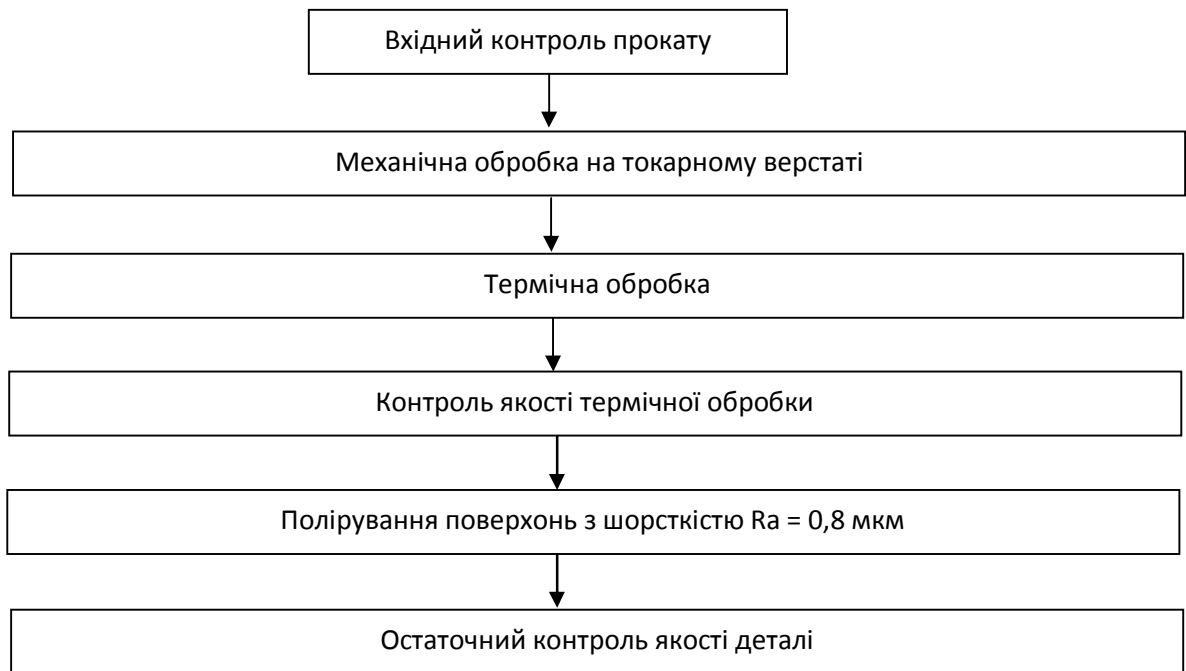 Вхідний контроль прокату
Механічна обробка на токарному верстаті
Термічна обробка
Контроль якості термічної обробки
Полірування поверхонь з шорсткістю Ra = 0,8 мкм
Остаточний контроль якості деталі